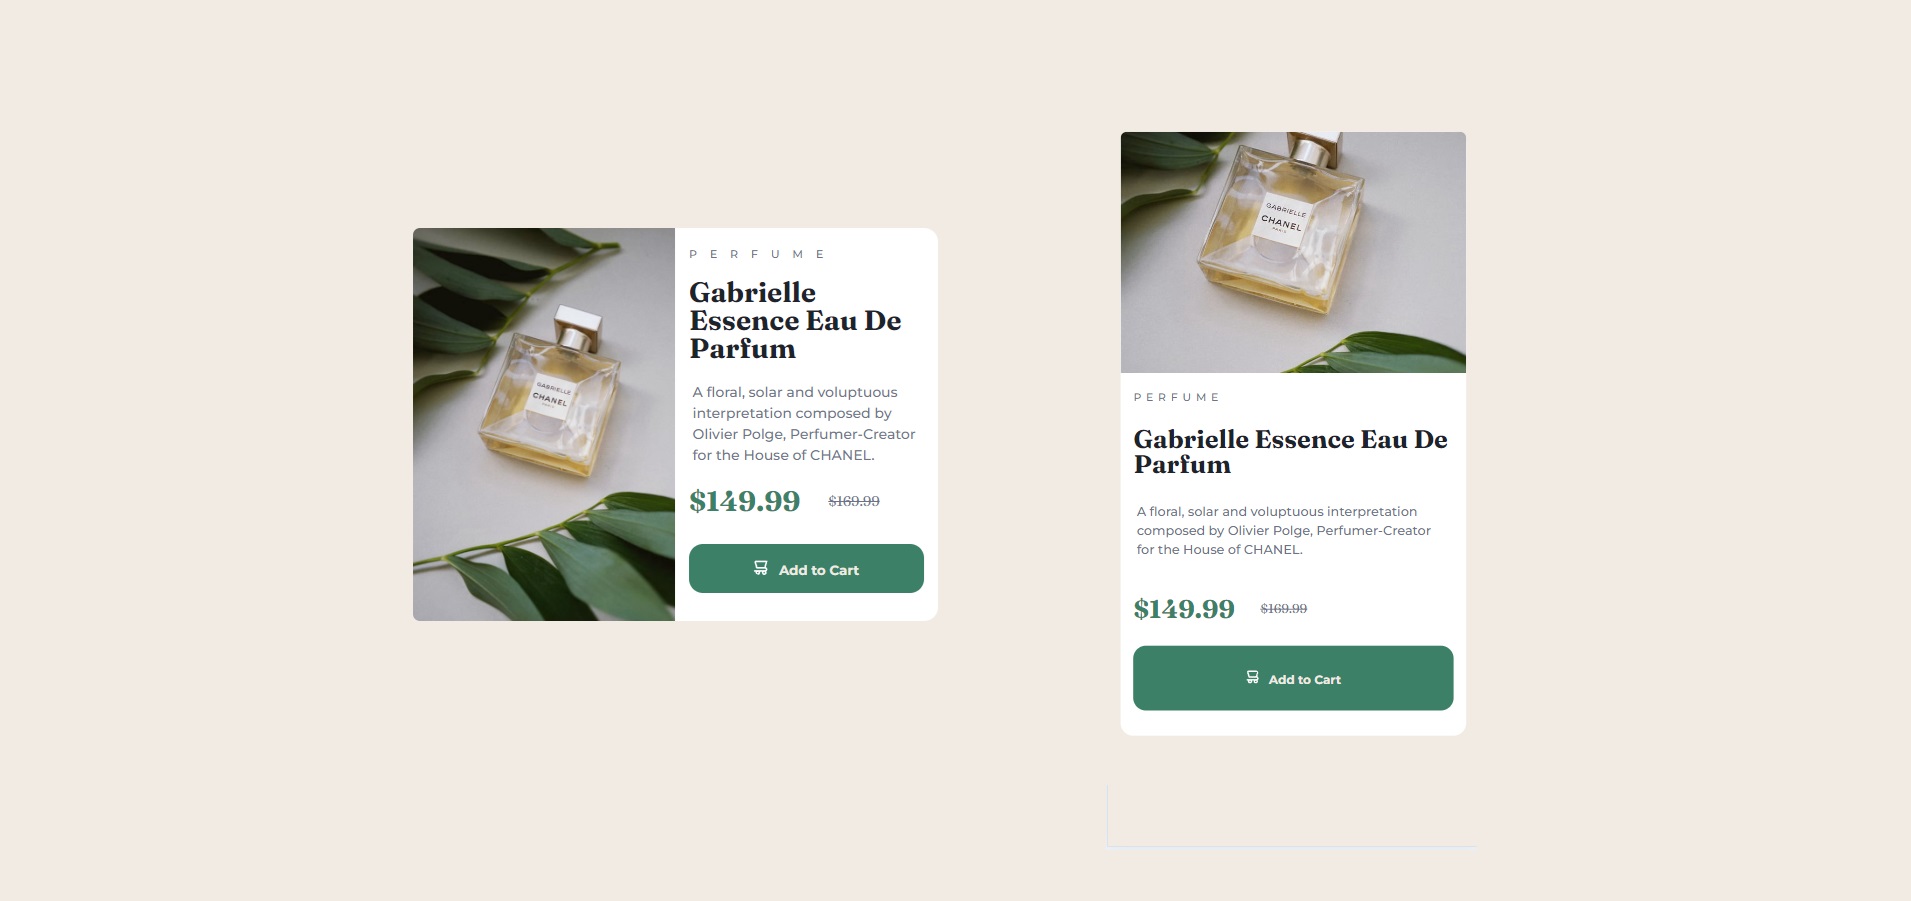 GABRIELLE
CHANEL
PARIS
PERFUME
Gabrielle
Essence Eau De
Parfum
A floral, solar and voluptuous
interpretation composed by
Olivier Polge, Perfumer-Creator
for the House of CHANEL.
$149.99 $169.99
Add to Cart
GABRIELLE
CHANEL
PARIS
PERFUME
Gabrielle Essence Eau De
Parfum
A floral, solar and voluptuous interpretation
composed by Olivier Polge, Perfumer-Creator
for the House of CHANEL.
$149.99 $169.99
Add to Cart